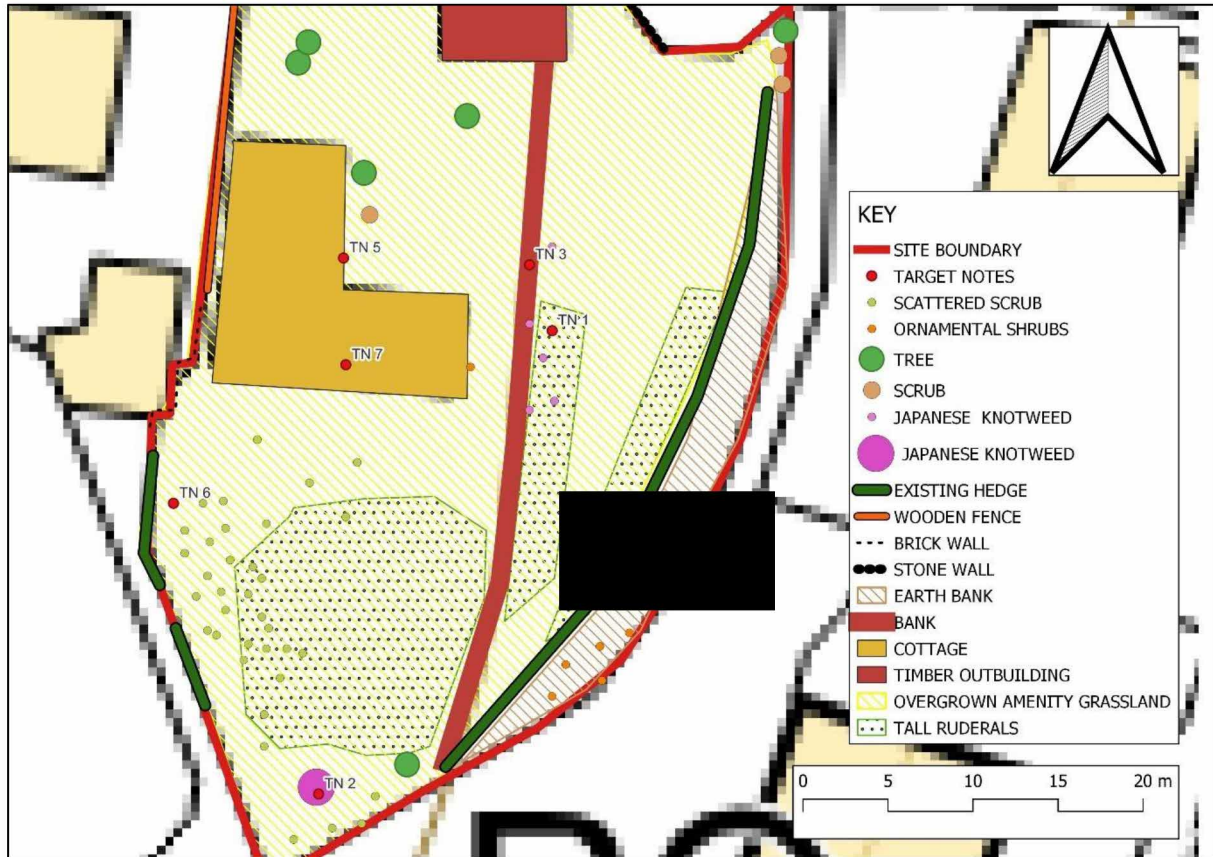 TN 5
TN 3
TN 1
TN 7
TN 6
TN 2
KEY
SITE BOUNDARY
TARGET NOTES
SCATTERED SCRUB
ORNAMENTAL SHRUBS
TREE
SCRUB
JAPANESE KNOTWEED
JAPANESE KNOTWEED
EXISTING HEDGE
WOODEN FENCE
BRICK WALL
STONE WALL
EARTH BANK
BANK
COTTAGE
TIMBER OUTBUILDING
OVERGROWN AMENITY GRASSLAND
TALL RUDERALS
0 5 10 15 20 m